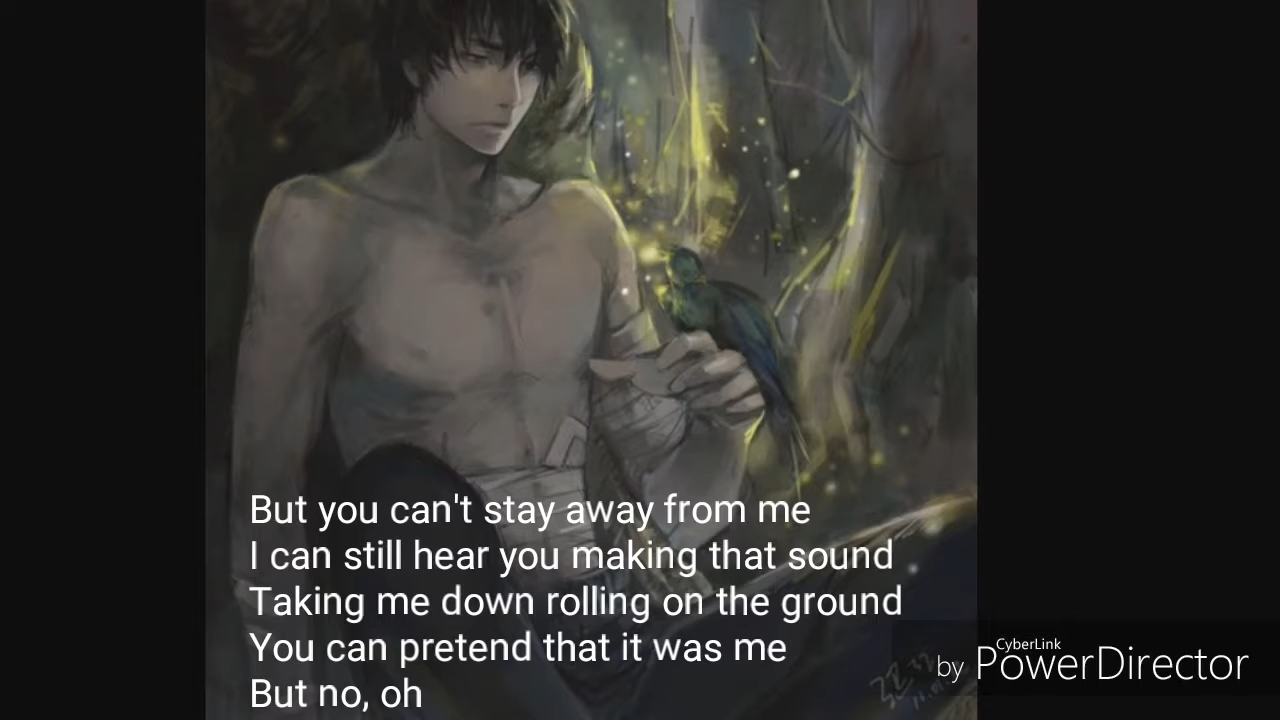 But you can't stay away from me
I can still hear you making that sound
Taking me down rolling on the ground
You can pretend that it was me
But no, oh
by CyberLink PowerDirector